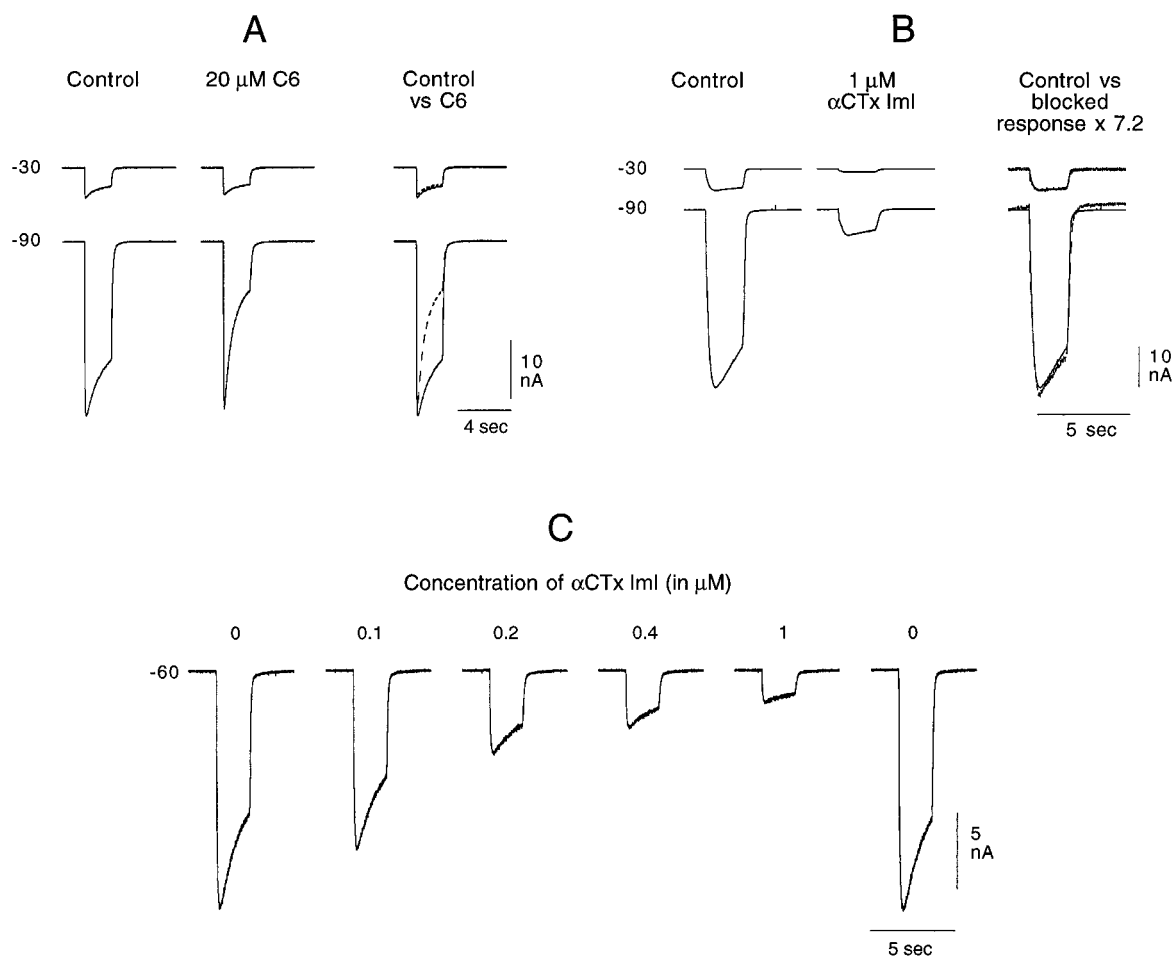 A
Control
20 μM C6
Control
vs C6
-30
-90
10
nA
4 sec
B
Control
1 μM
αCTx ImI
Control vs
blocked
response x 7.2
-30
-90
10
nA
5 sec
C
Concentration of αCTx ImI (in μM)
0
0.1
0.2
0.4
1
0
-60
5
nA
5 sec